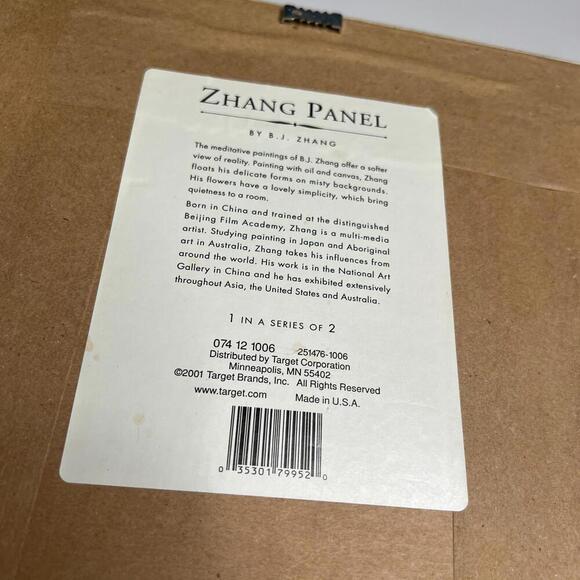 ZHANG PANEL
BY B.J. ZHANG
The meditative paintings of B.J. Zhang offer a softer
view of reality. Painting with oil and canvas, Zhang
floats his delicate forms on misty backgrounds.
His flowers have a lovely simplicity, which bring
quietness to a room.
Born in China and trained at the distinguished
Beijing Film Academy, Zhang is a multi-media
artist. Studying painting in Japan and Aboriginal
art in Australia, Zhang takes his influences from
around the world. His work is in the National Art
Gallery in China and he has exhibited extensively
throughout Asia, the United States and Australia.
1 IN A SERIES OF 2
074 12 1006 251476-1006
Distributed by Target Corporation
Minneapolis, MN 55402
©2001 Target Brands, Inc. All Rights Reserved
www.target.com Made in U.S.A.
0 35301 79952 0